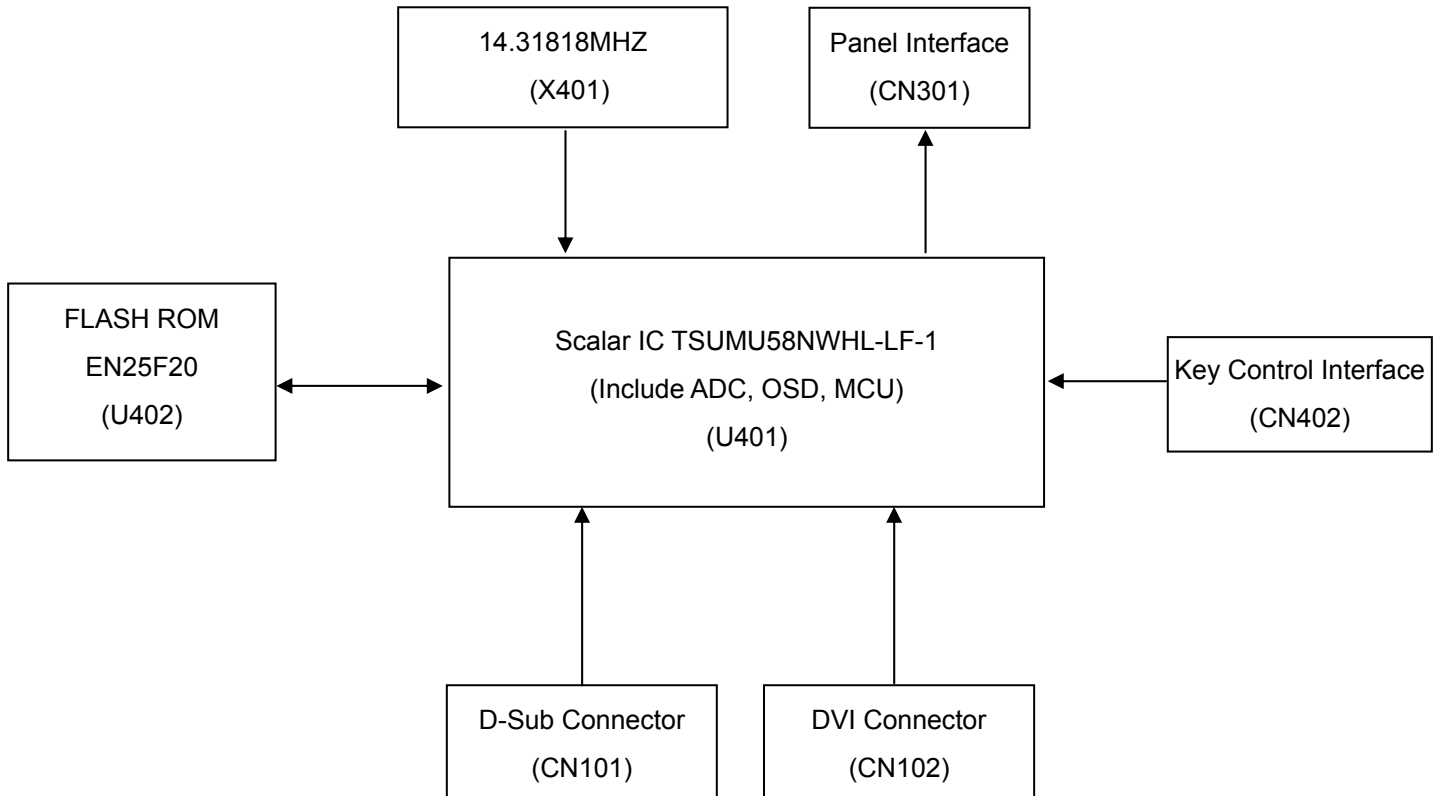 14.31818MHZ
(X401)
Panel Interface
(CN301)
FLASH ROM
EN25F20
(U402)
Scalar IC TSUMU58NWHL-LF-1
(Include ADC, OSD, MCU)
(U401)
Key Control Interface
(CN402)
D-Sub Connector
(CN101)
DVI Connector
(CN102)